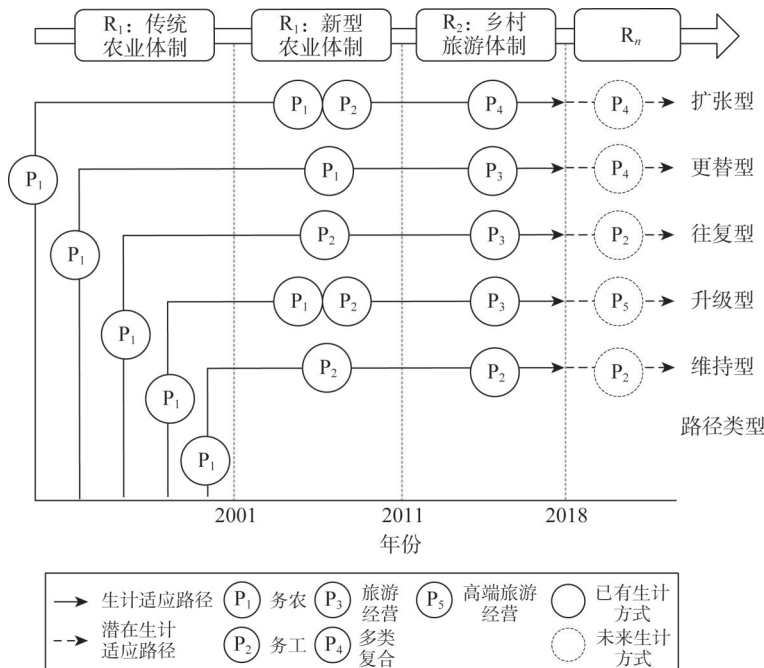 R₁：传统
农业体制
R₁：新型
农业体制
R₂：乡村
旅游体制
Rₙ
P₁ P₂ P₄ P₄ 扩张型
P₁
P₁ P₃ P₄ 更替型
P₁
P₂ P₃ P₂ 往复型
P₁ P₂ P₃ P₅ 升级型
P₁
P₂ P₂ P₂ 维持型
P₁
路径类型
P₁
2001 2011 2018
年份
生计适应路径
P₁ 务农
P₃ 旅游
经营
P₅ 高端旅游
经营
已有生计
方式
潜在生计
适应路径
P₂ 务工
P₄ 多类
复合
未来生计
方式